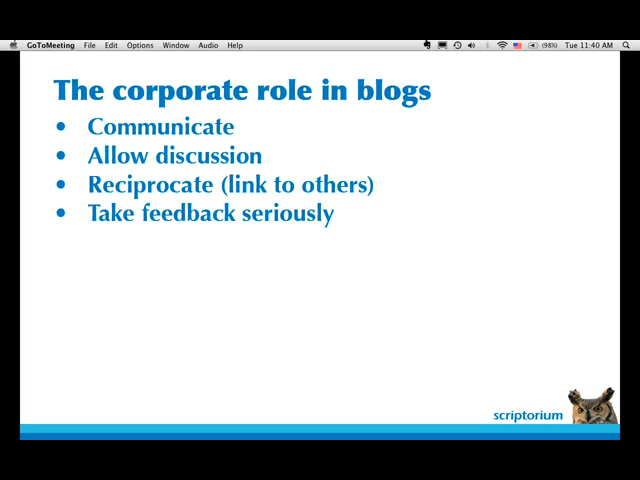 GoToMeeting File Edit Options Window Audio Help (98%) Tue 11:40 AM
The corporate role in blogs
• Communicate
• Allow discussion
• Reciprocate (link to others)
• Take feedback seriously
scriptorium